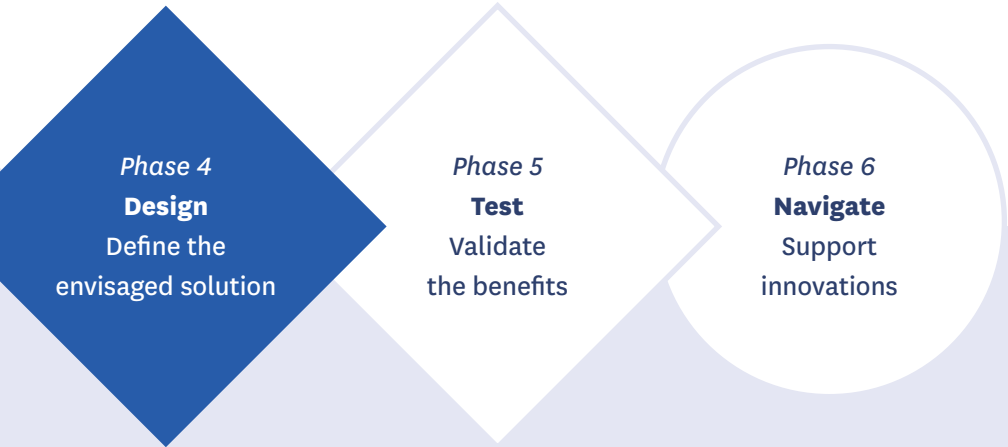 Phase 4
Design
Define the
envisaged solution
Phase 5
Test
Validate
the benefits
Phase 6
Navigate
Support
innovations